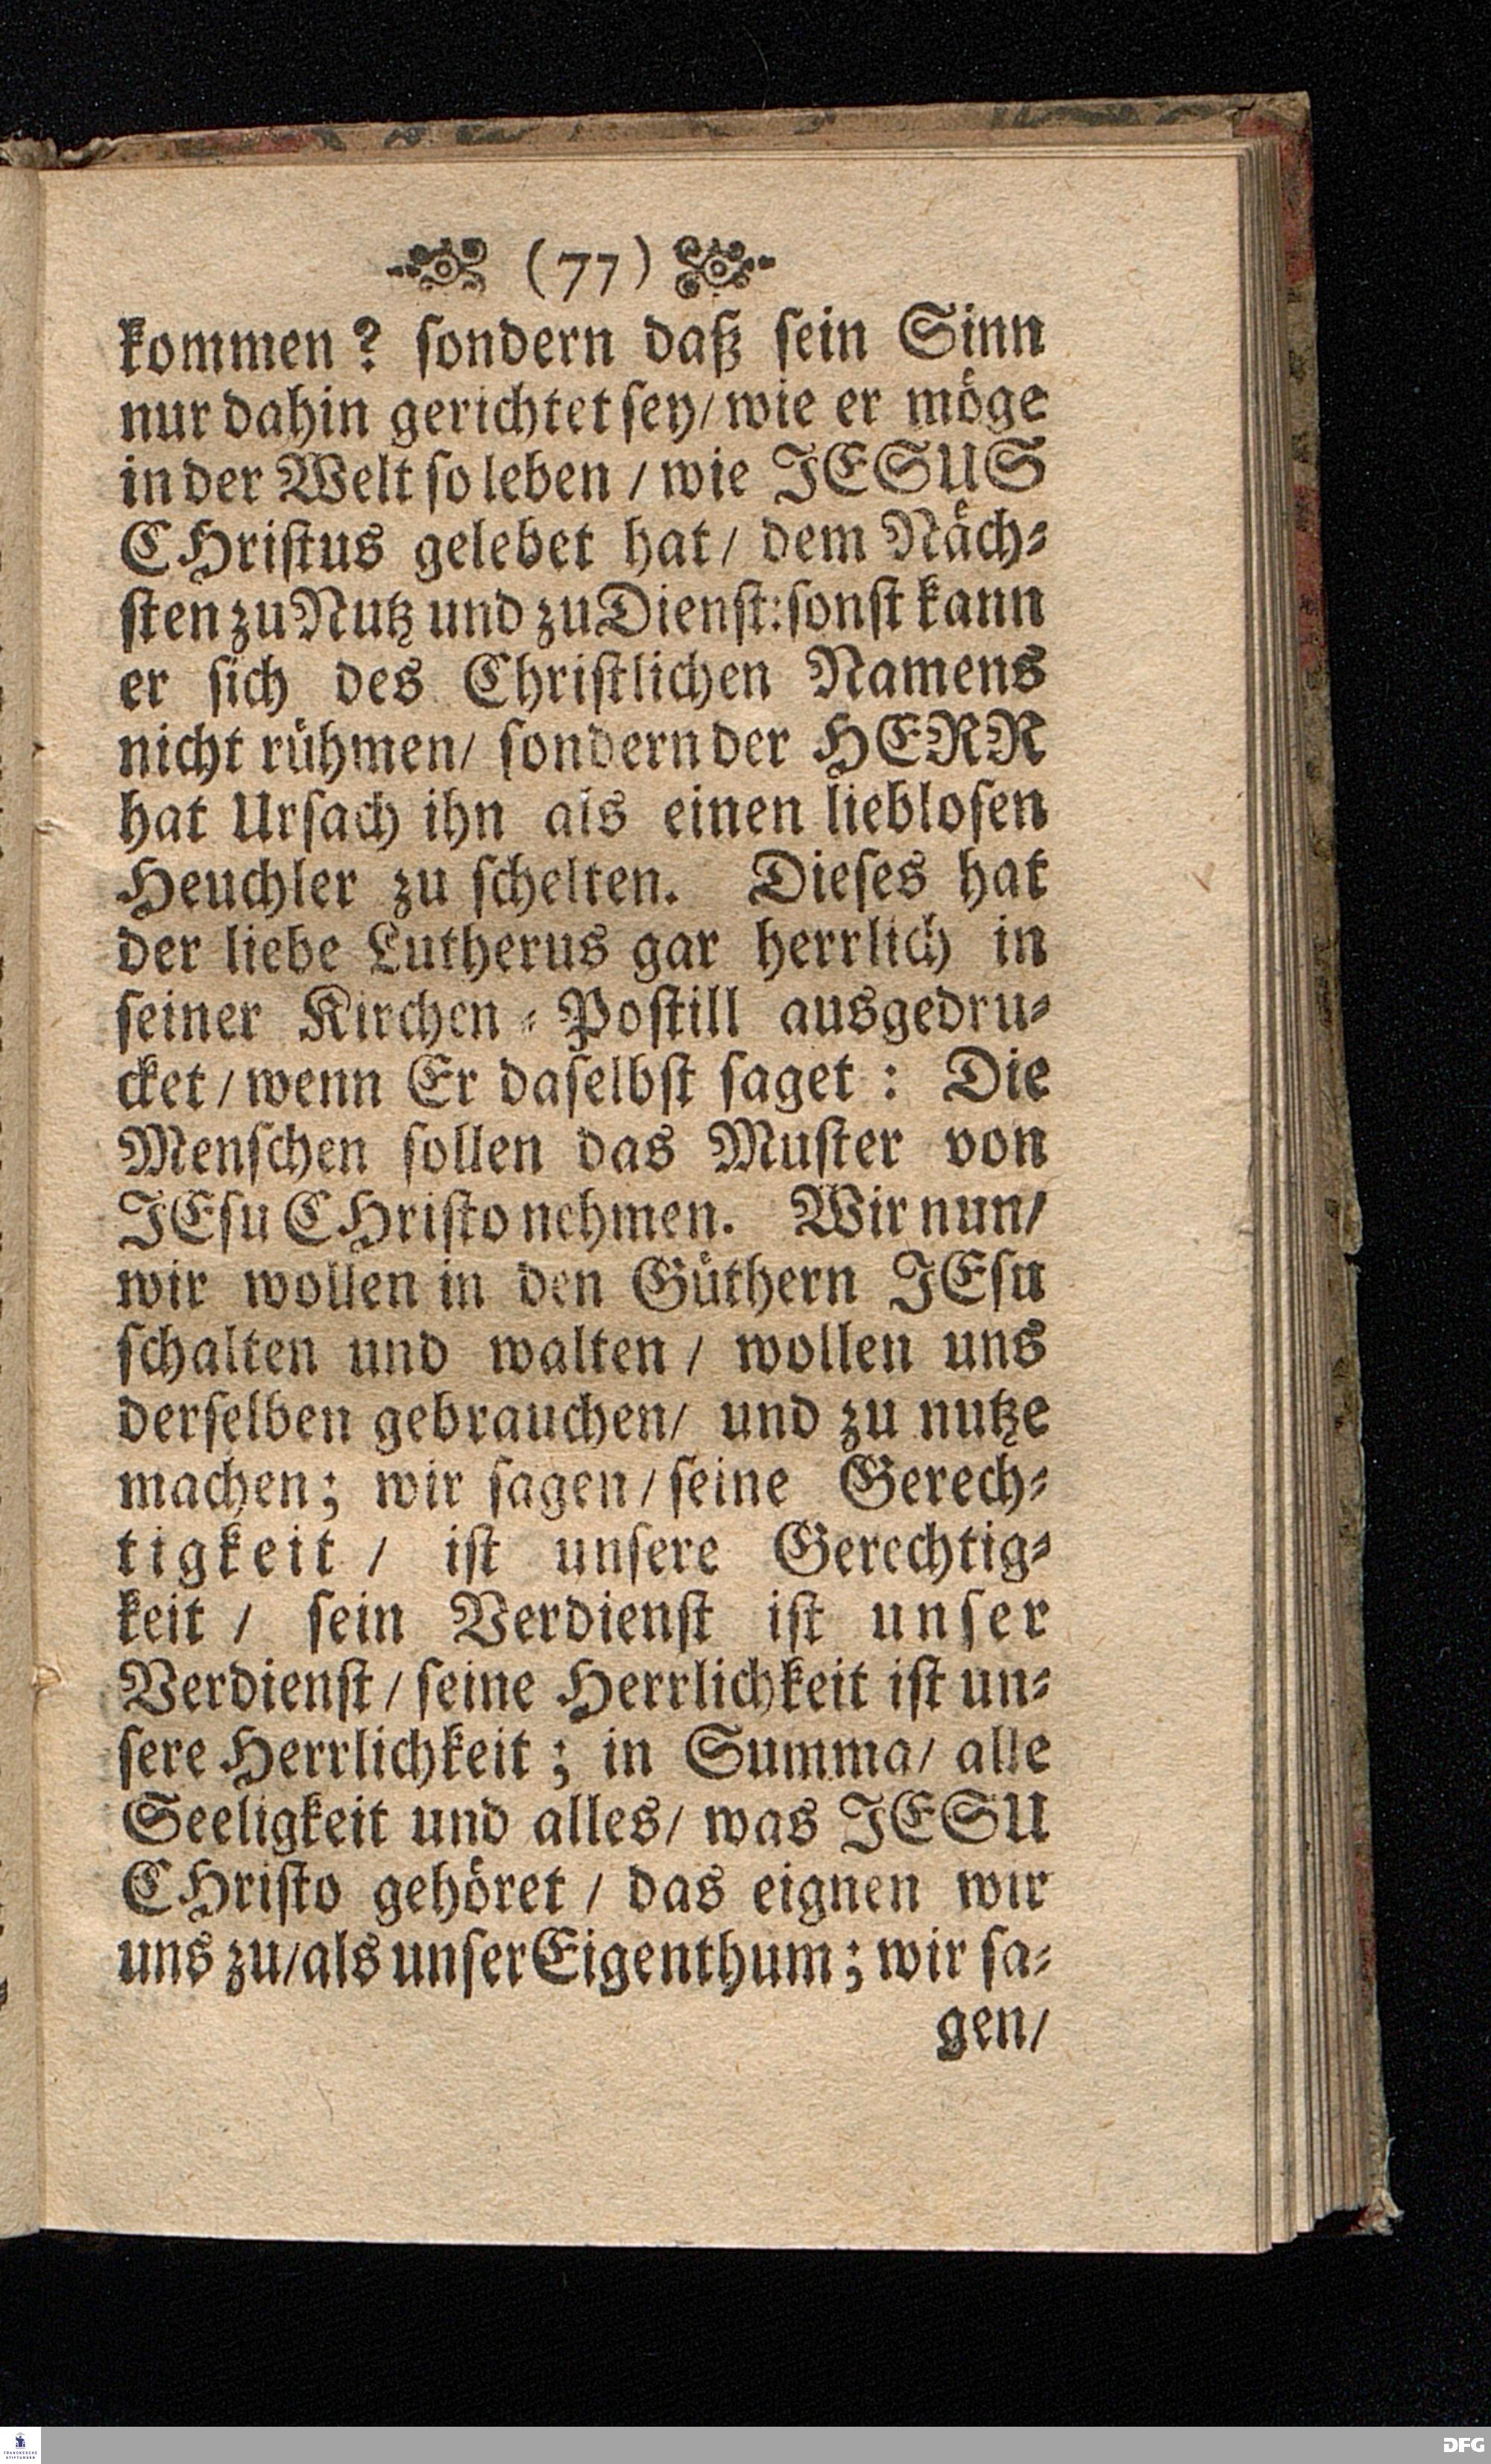 (77)
kommen? sondern daß sein Sinn
nur dahin gerichtet sey/ wie er möge
in der Welt so leben / wie JESUS
CHristus gelebet hat/ dem Näch-
sten zu Nutz und zu Dienst: sonst kann
er sich des Christlichen Namens
nicht rühmen/ sondern der HERR
hat Ursach ihn als einen lieblosen
Heuchler zu schelten. Dieses hat
der liebe Lutherus gar herrlich in
seiner Kirchen-Postill ausgedru-
cket / wenn Er daselbst saget: Die
Menschen sollen das Muster von
JEsu CHristo nehmen. Wir nun/
wir wollen in den Güthern JEsu
schalten und walten / wollen uns
derselben gebrauchen/ und zu nutze
machen; wir sagen / seine Gerech-
tigkeit / ist unsere Gerechtig-
keit / sein Verdienst ist unser
Verdienst / seine Herrlichkeit ist un-
sere Herrlichkeit; in Summa/ alle
Seeligkeit und alles/ was JESU
CHristo gehöret / das eignen wir
uns zu/ als unser Eigenthum; wir sa-
gen/
FRANCKESCHE
STIFTUNGEN
DFG